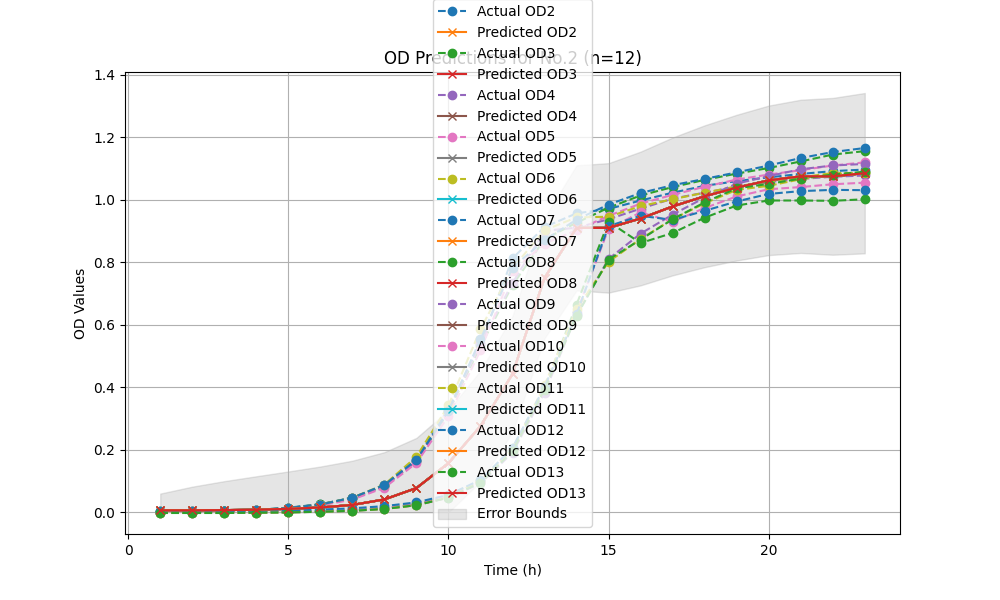 OD Predictions for No.2 (n=12)
Actual OD2
Predicted OD2
Actual OD3
Predicted OD3
Actual OD4
Predicted OD4
Actual OD5
Predicted OD5
Actual OD6
Predicted OD6
Actual OD7
Predicted OD7
Actual OD8
Predicted OD8
Actual OD9
Predicted OD9
Actual OD10
Predicted OD10
Actual OD11
Predicted OD11
Actual OD12
Predicted OD12
Actual OD13
Predicted OD13
Error Bounds
OD Values
1.4
1.2
1.0
0.8
0.6
0.4
0.2
0.0
0
5
10
15
20
Time (h)